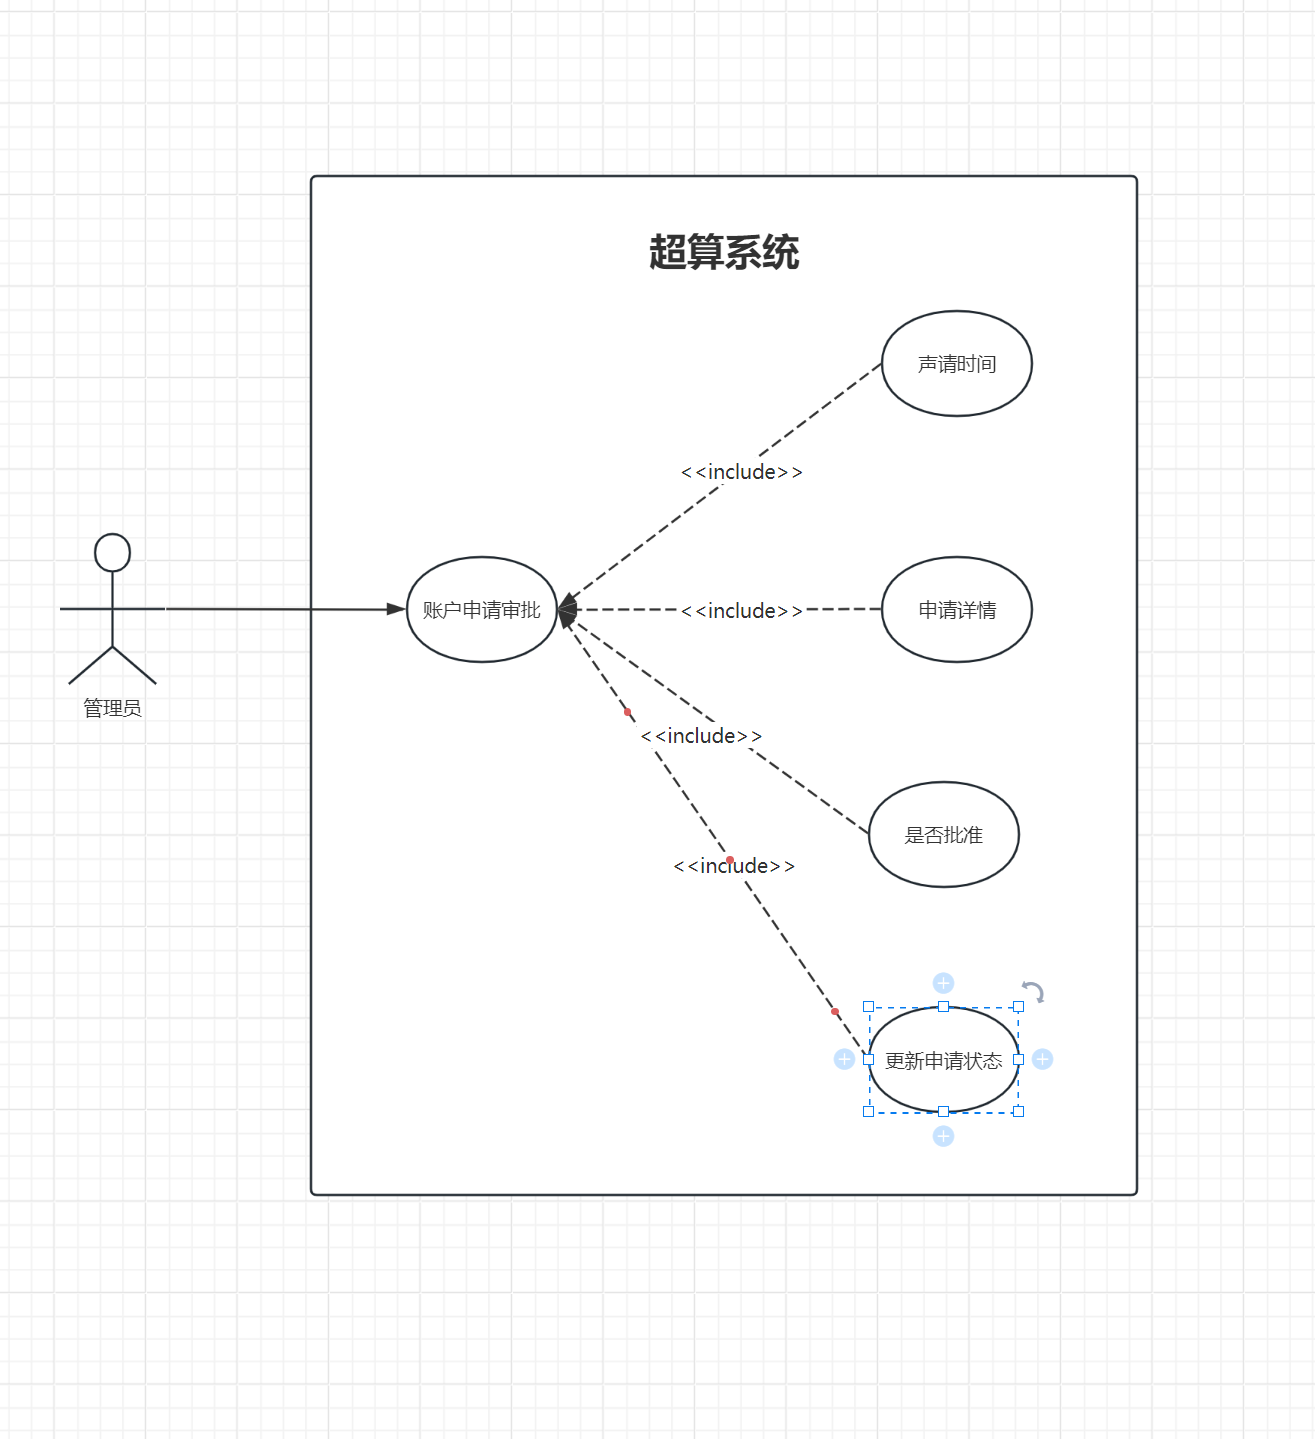 超算系统
声请时间
<<include>>
账户申请审批
<<include>>
申请详情
管理员
<<include>>
是否批准
<<include>>
更新申请状态